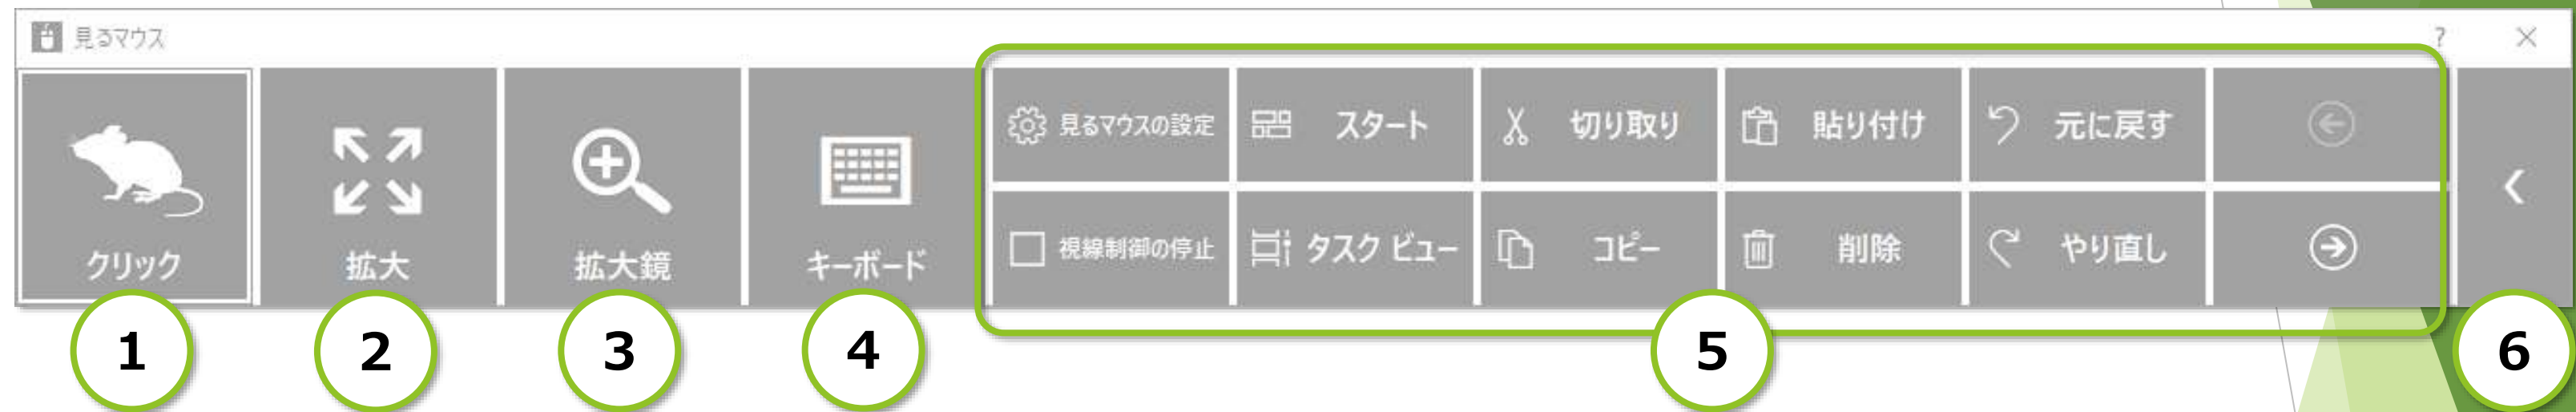 見るマウス
?
クリック
拡大
拡大鏡
キーボード
見るマウスの設定
スタート
切り取り
貼り付け
元に戻す
視線制御の停止
タスク ビュー
コピー
削除
やり直し
1
2
3
4
5
6